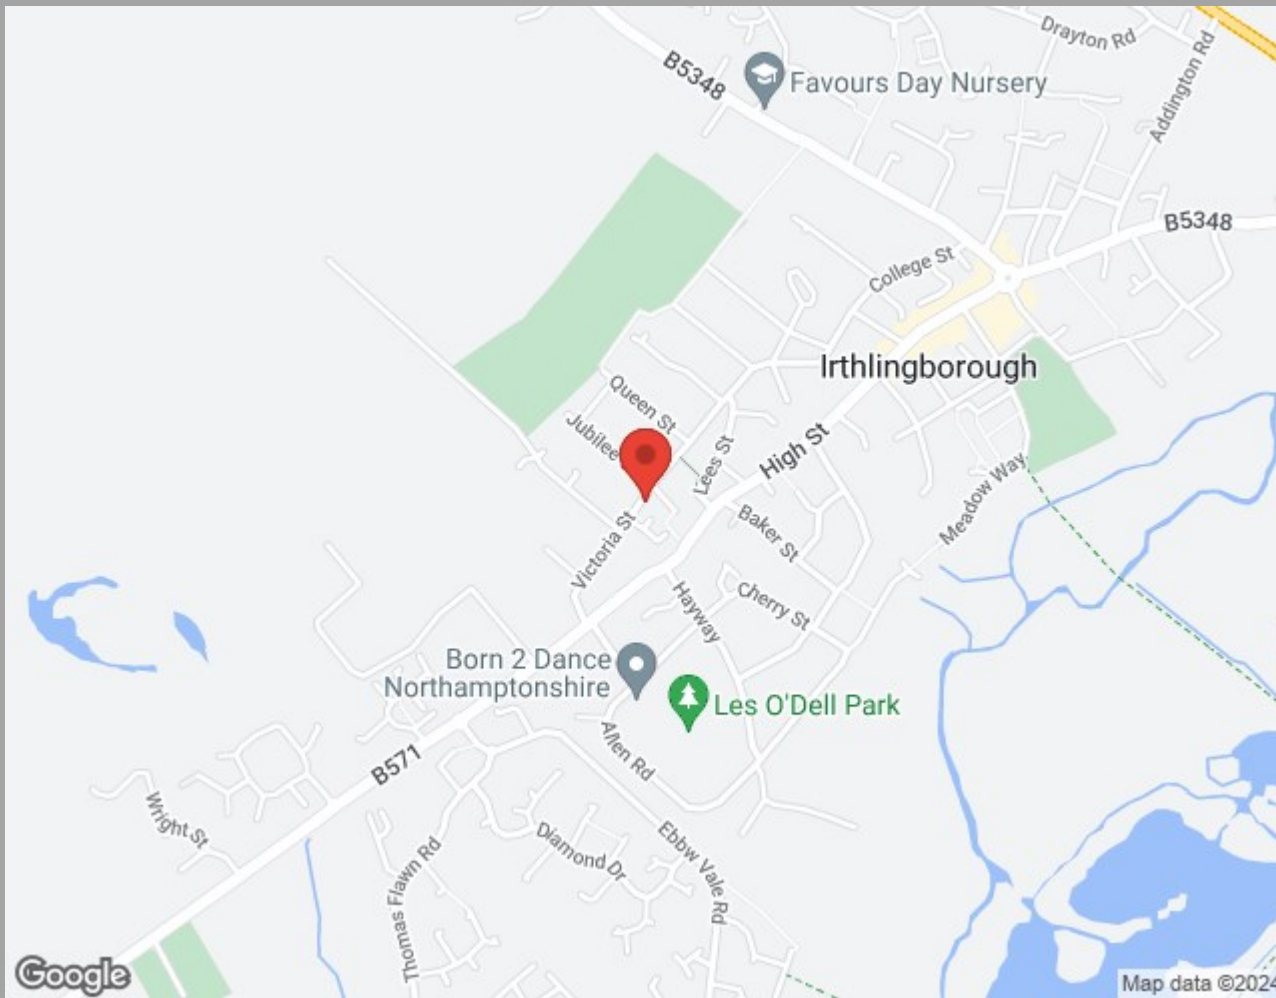 Drayton Rd
Addington Rd
B5348
Favours Day Nursery
B5348
College St
Irthlingborough
Queen St
Jubilee
Lees St
High St
Meadow Way
Baker St
Victoria St
Hayway
Cherry St
Born 2 Dance
Northamptonshire
Les O'Dell Park
Allen Rd
B571
Wright St
Thomas Flawn Rd
Diamond Dr
Ebbw Vale Rd
Google
Map data ©2024